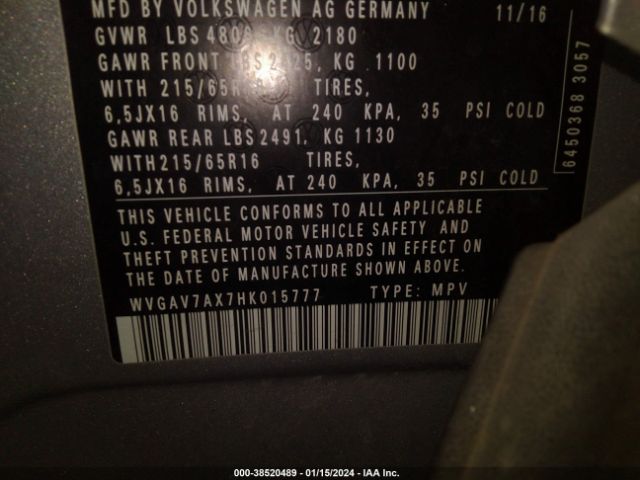 MFD BY VOLKSWAGEN AG GERMANY 11/16
GVWR LBS 4806 KG 2180
GAWR FRONT LBS 2425, KG 1100
WITH 215/65R16 TIRES,
6,5JX16 RIMS, AT 240 KPA, 35 PSI COLD
GAWR REAR LBS2491, KG 1130
WITH215/65R16 TIRES,
6,5JX16 RIMS, AT 240 KPA, 35 PSI COLD
6450368 3057
THIS VEHICLE CONFORMS TO ALL APPLICABLE
U.S. FEDERAL MOTOR VEHICLE SAFETY AND
THEFT PREVENTION STANDARDS IN EFFECT ON
THE DATE OF MANUFACTURE SHOWN ABOVE.
WVGAV7AX7HK015777 TYPE: MPV
000-38520489 - 01/15/2024 - IAA Inc.